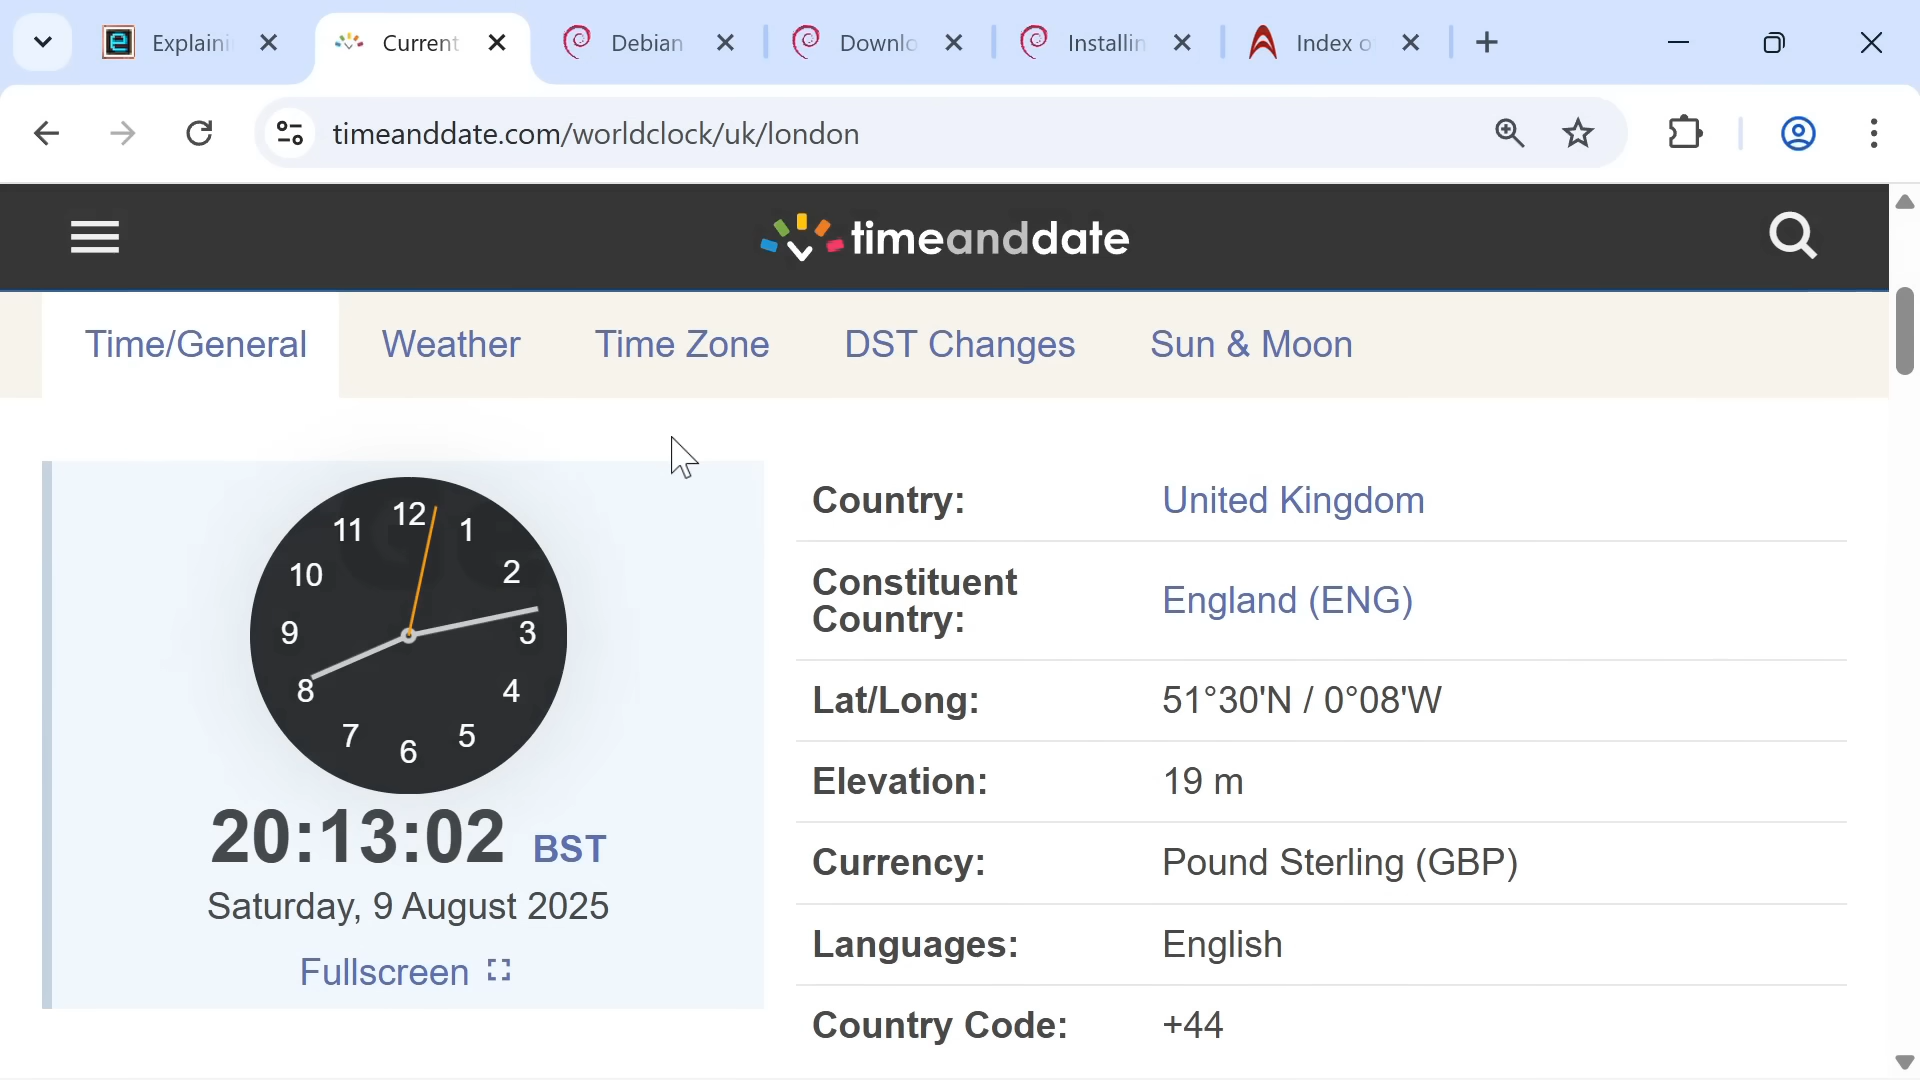 Explaini
Current
Debian
Downlo
Installin
Index o
timeanddate.com/worldclock/uk/london
timeanddate
Time/General
Weather
Time Zone
DST Changes
Sun & Moon
12
1
2
3
4
5
6
7
8
9
10
11
20:13:02 BST
Saturday, 9 August 2025
Fullscreen
Country: United Kingdom
Constituent
Country: England (ENG)
Lat/Long: 51°30'N / 0°08'W
Elevation: 19 m
Currency: Pound Sterling (GBP)
Languages: English
Country Code: +44